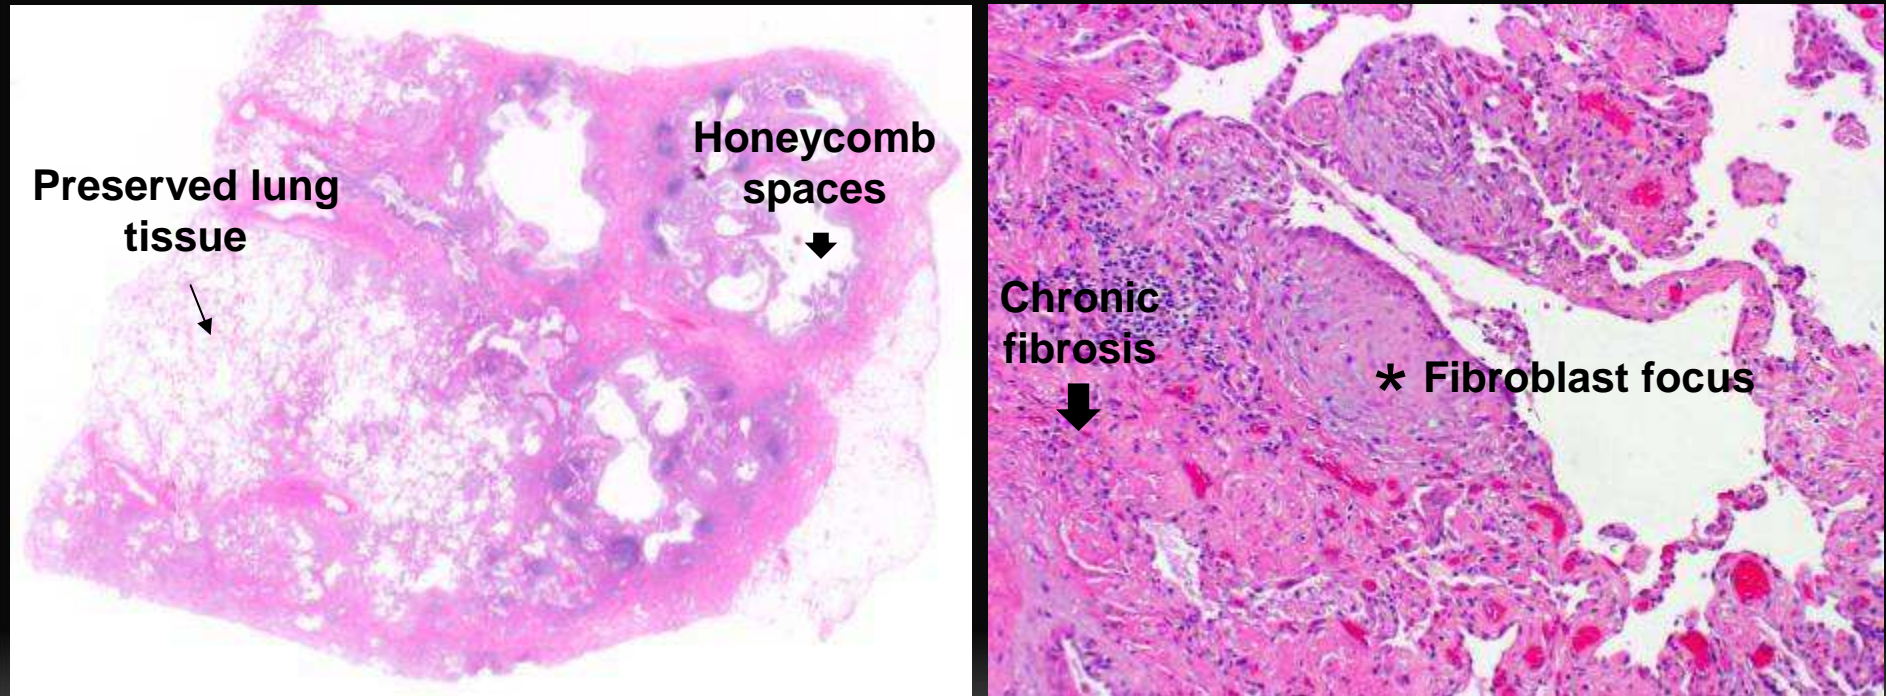 Preserved lung
tissue
Honeycomb
spaces
Chronic
fibrosis
* Fibroblast focus